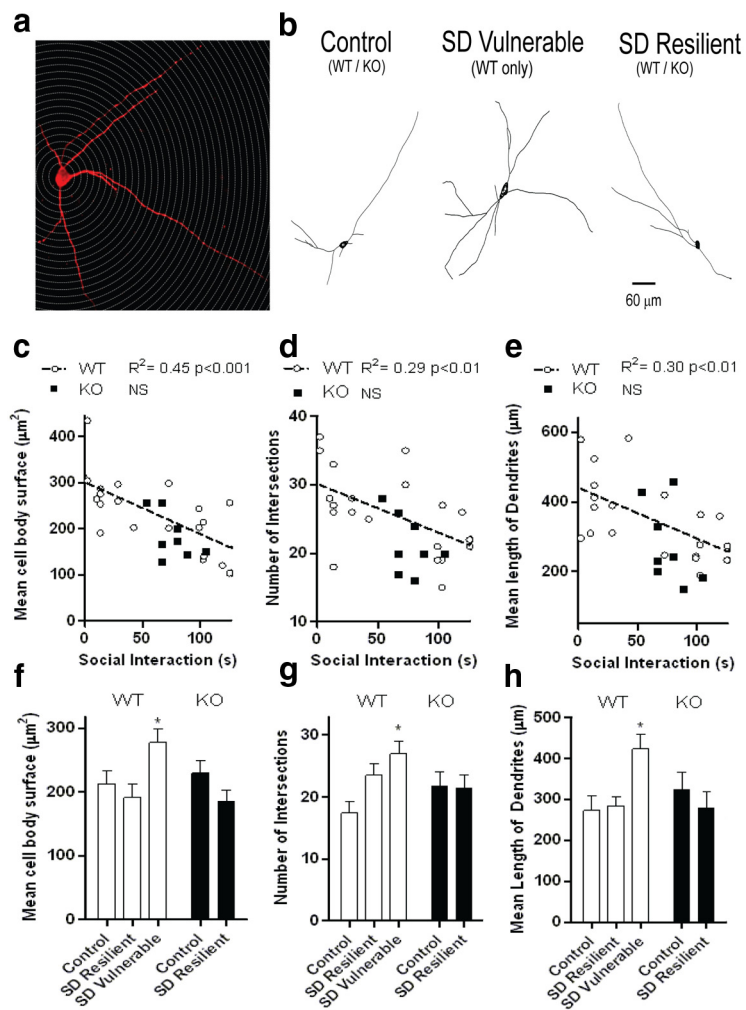 a
b
Control
(WT / KO)
SD Vulnerable
(WT only)
SD Resilient
(WT / KO)
60 μm
c
WT R²= 0.45 p<0.001
KO NS
Mean cell body surface (μm²)
400
300
200
100
0
0 50 100
Social Interaction (s)
d
WT R²= 0.29 p<0.01
KO NS
Number of Intersections
40
30
20
10
0 50 100
Social Interaction (s)
e
WT R²= 0.30 p<0.01
KO NS
Mean length of Dendrites (μm)
600
400
200
0 50 100
Social Interaction (s)
f
WT KO
Mean cell body surface (μm²)
300
200
100
0
*
Control
SD Resilient
SD Vulnerable
Control
SD Resilient
g
WT KO
Number of Intersections
30
20
10
0
*
Control
SD Resilient
SD Vulnerable
Control
SD Resilient
h
WT KO
Mean Length of Dendrites (μm)
500
400
300
200
100
0
*
Control
SD Resilient
SD Vulnerable
Control
SD Resilient